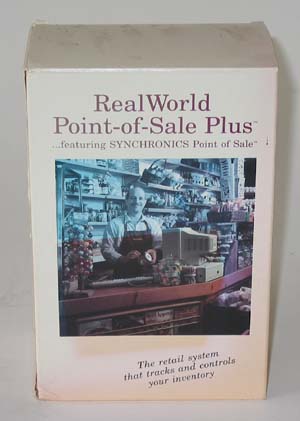 RealWorld
Point-of-Sale Plus™
...featuring SYNCHRONICS Point of Sale™
The retail system
that tracks and controls
your inventory